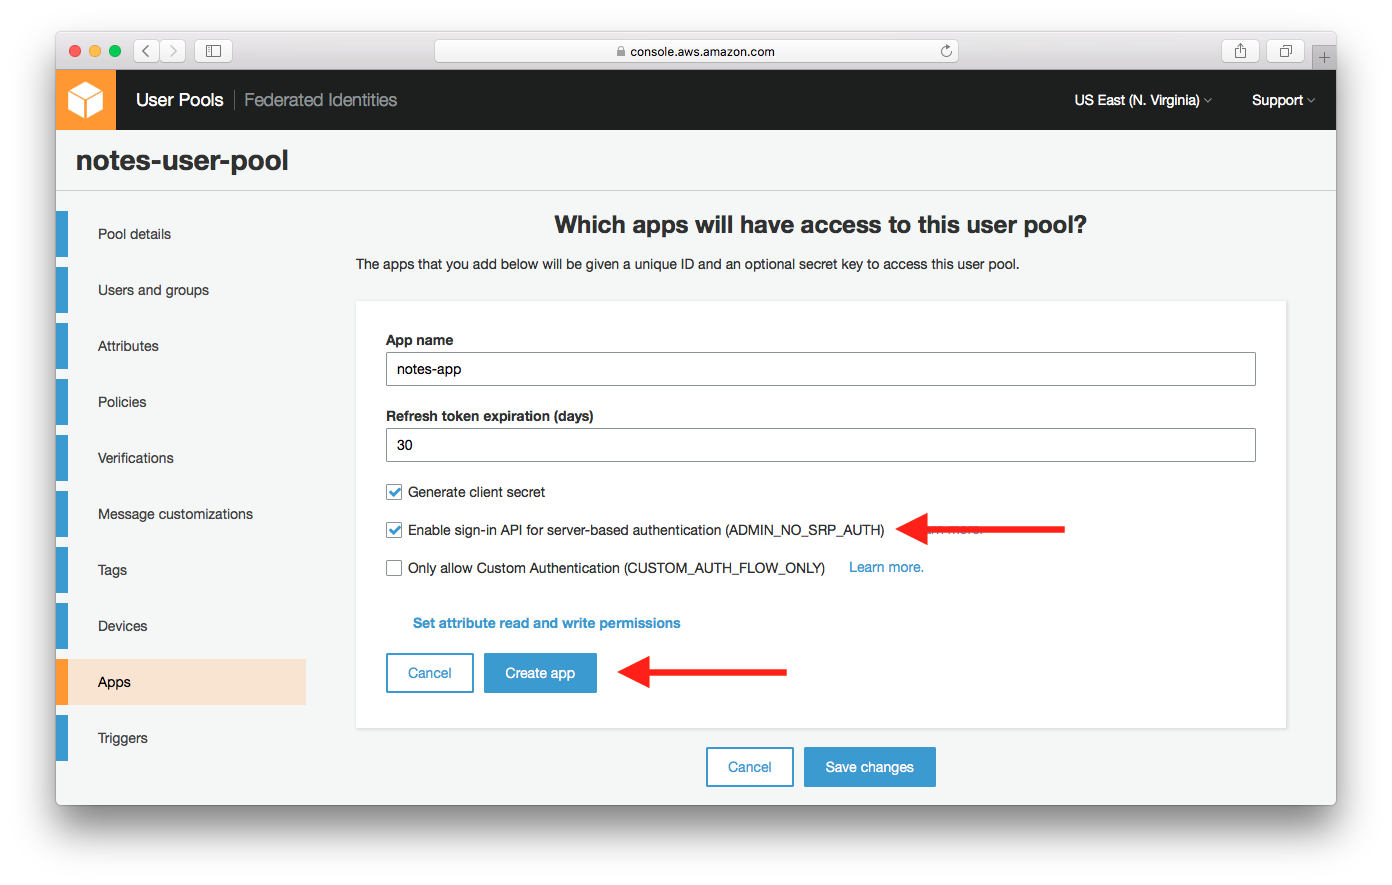 console.aws.amazon.com
User Pools
Federated Identities
US East (N. Virginia)
Support
notes-user-pool
Pool details
Users and groups
Attributes
Policies
Verifications
Message customizations
Tags
Devices
Apps
Triggers
Which apps will have access to this user pool?
The apps that you add below will be given a unique ID and an optional secret key to access this user pool.
App name
notes-app
Refresh token expiration (days)
30
Generate client secret
Enable sign-in API for server-based authentication (ADMIN_NO_SRP_AUTH)
Only allow Custom Authentication (CUSTOM_AUTH_FLOW_ONLY) Learn more.
Set attribute read and write permissions
Cancel
Create app
Cancel
Save changes